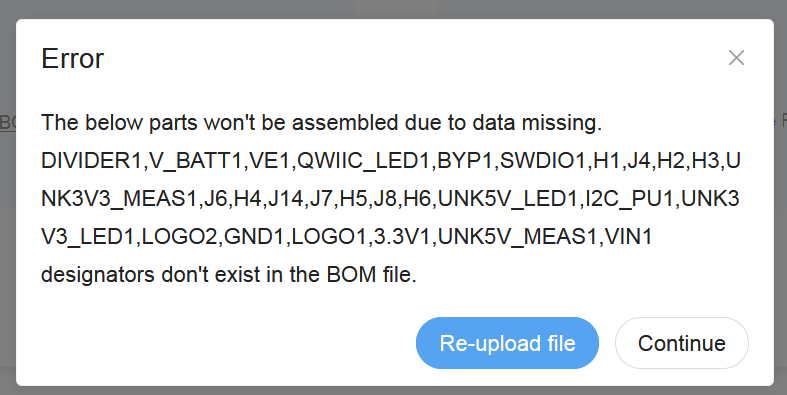 Error
The below parts won't be assembled due to data missing.
DIVIDER1,V_BATT1,VE1,QWIIC_LED1,BYP1,SWDIO1,H1,J4,H2,H3,U
NK3V3_MEAS1,J6,H4,J14,J7,H5,J8,H6,UNK5V_LED1,I2C_PU1,UNK3
V3_LED1,LOGO2,GND1,LOGO1,3.3V1,UNK5V_MEAS1,VIN1
designators don't exist in the BOM file.
Re-upload file
Continue